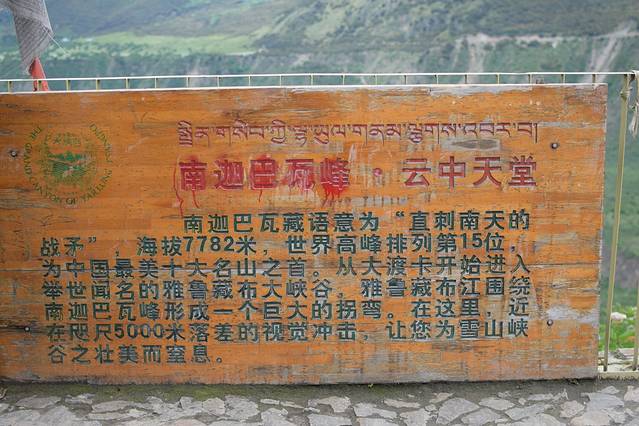 THE GRAND CANYON OF YARLUNG
南迦巴瓦峰·云中天堂
南迦巴瓦藏语意为“直刺南天的
战矛”，海拔7782米，世界高峰排列第15位，
为中国最美十大名山之首。从大渡卡开始进入
举世闻名的雅鲁藏布大峡谷，雅鲁藏布江围绕
南迦巴瓦峰形成一个巨大的拐弯。在这里，近
在咫尺5000米落差的视觉冲击，让您为雪山峡
谷之壮美而窒息。